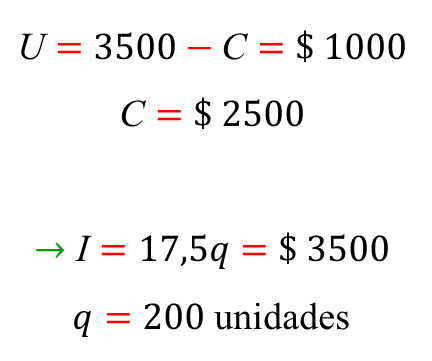 U = 3500 − C = $ 1000
C = $ 2500
→ I = 17,5q = $ 3500
q = 200 unidades